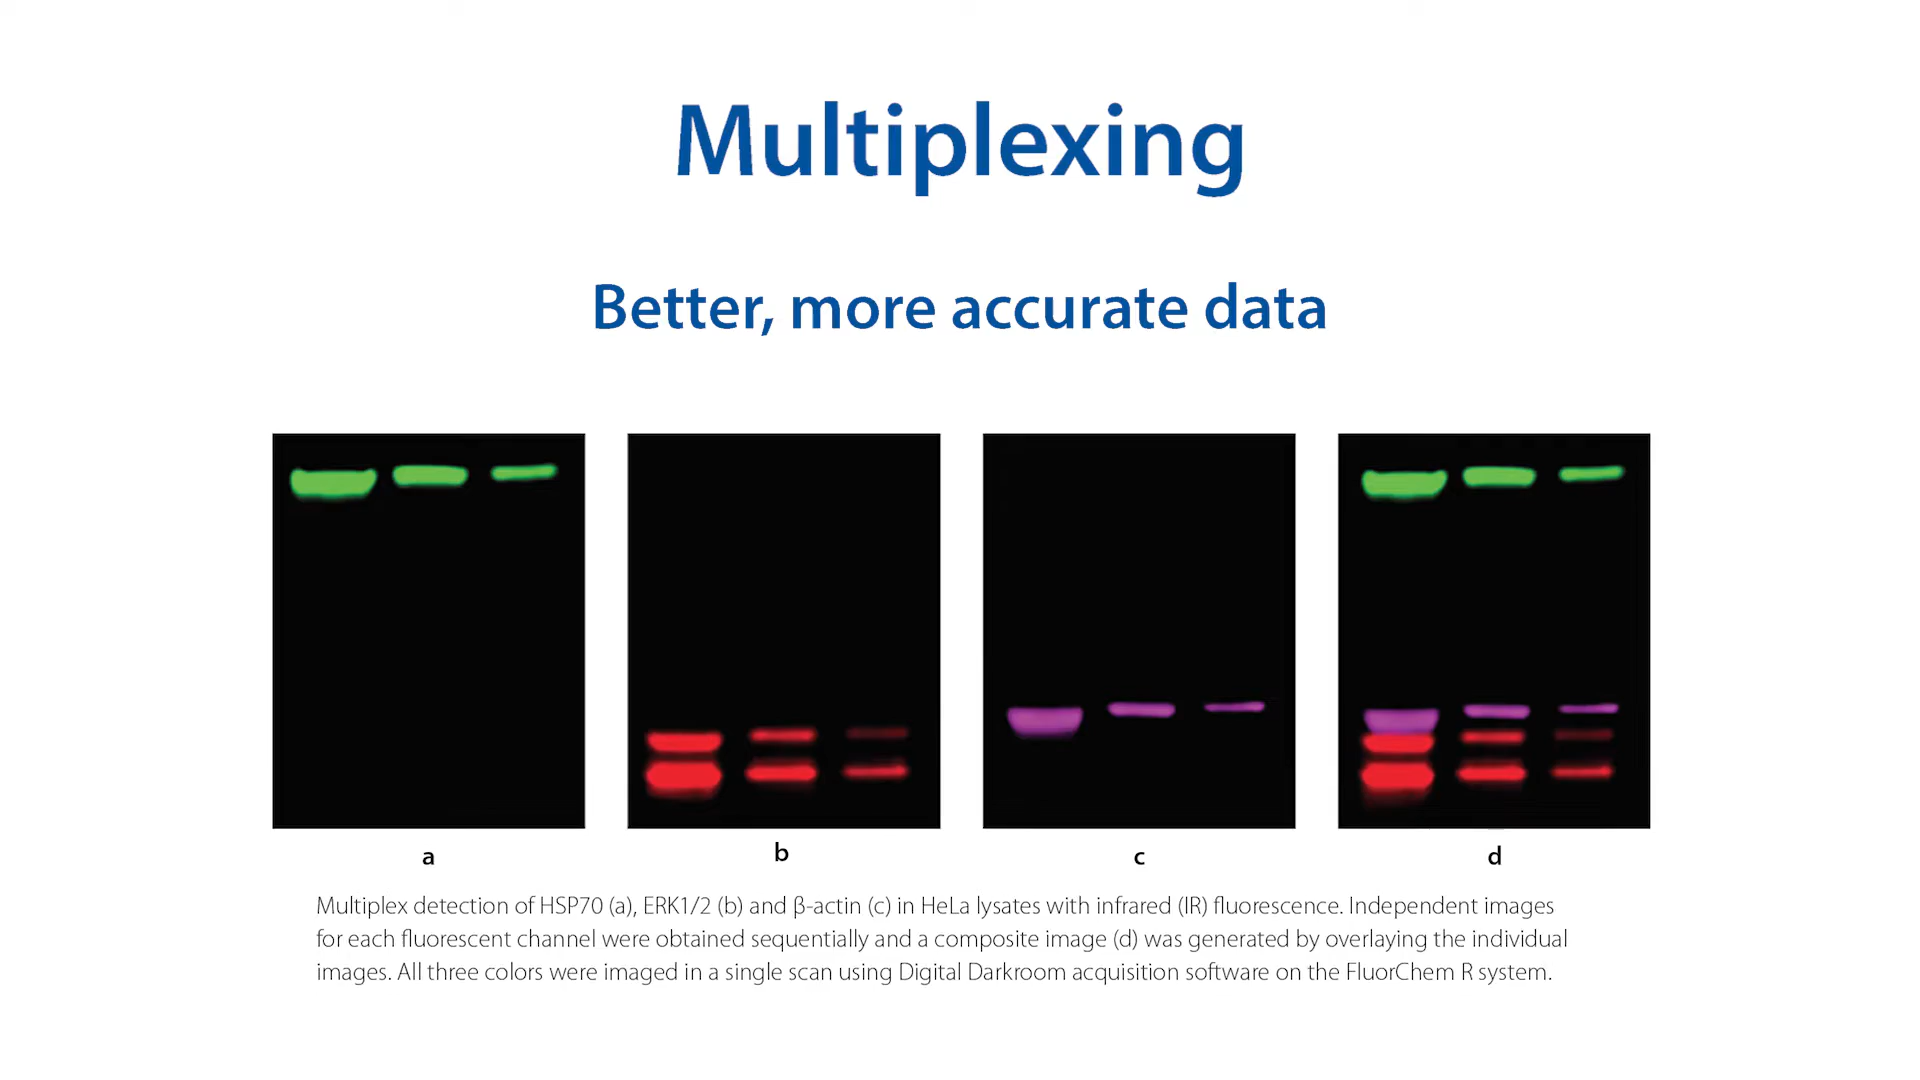 Multiplexing
Better, more accurate data
a
b
c
d
Multiplex detection of HSP70 (a), ERK1/2 (b) and β-actin (c) in HeLa lysates with infrared (IR) fluorescence. Independent images
for each fluorescent channel were obtained sequentially and a composite image (d) was generated by overlaying the individual
images. All three colors were imaged in a single scan using Digital Darkroom acquisition software on the FluorChem R system.